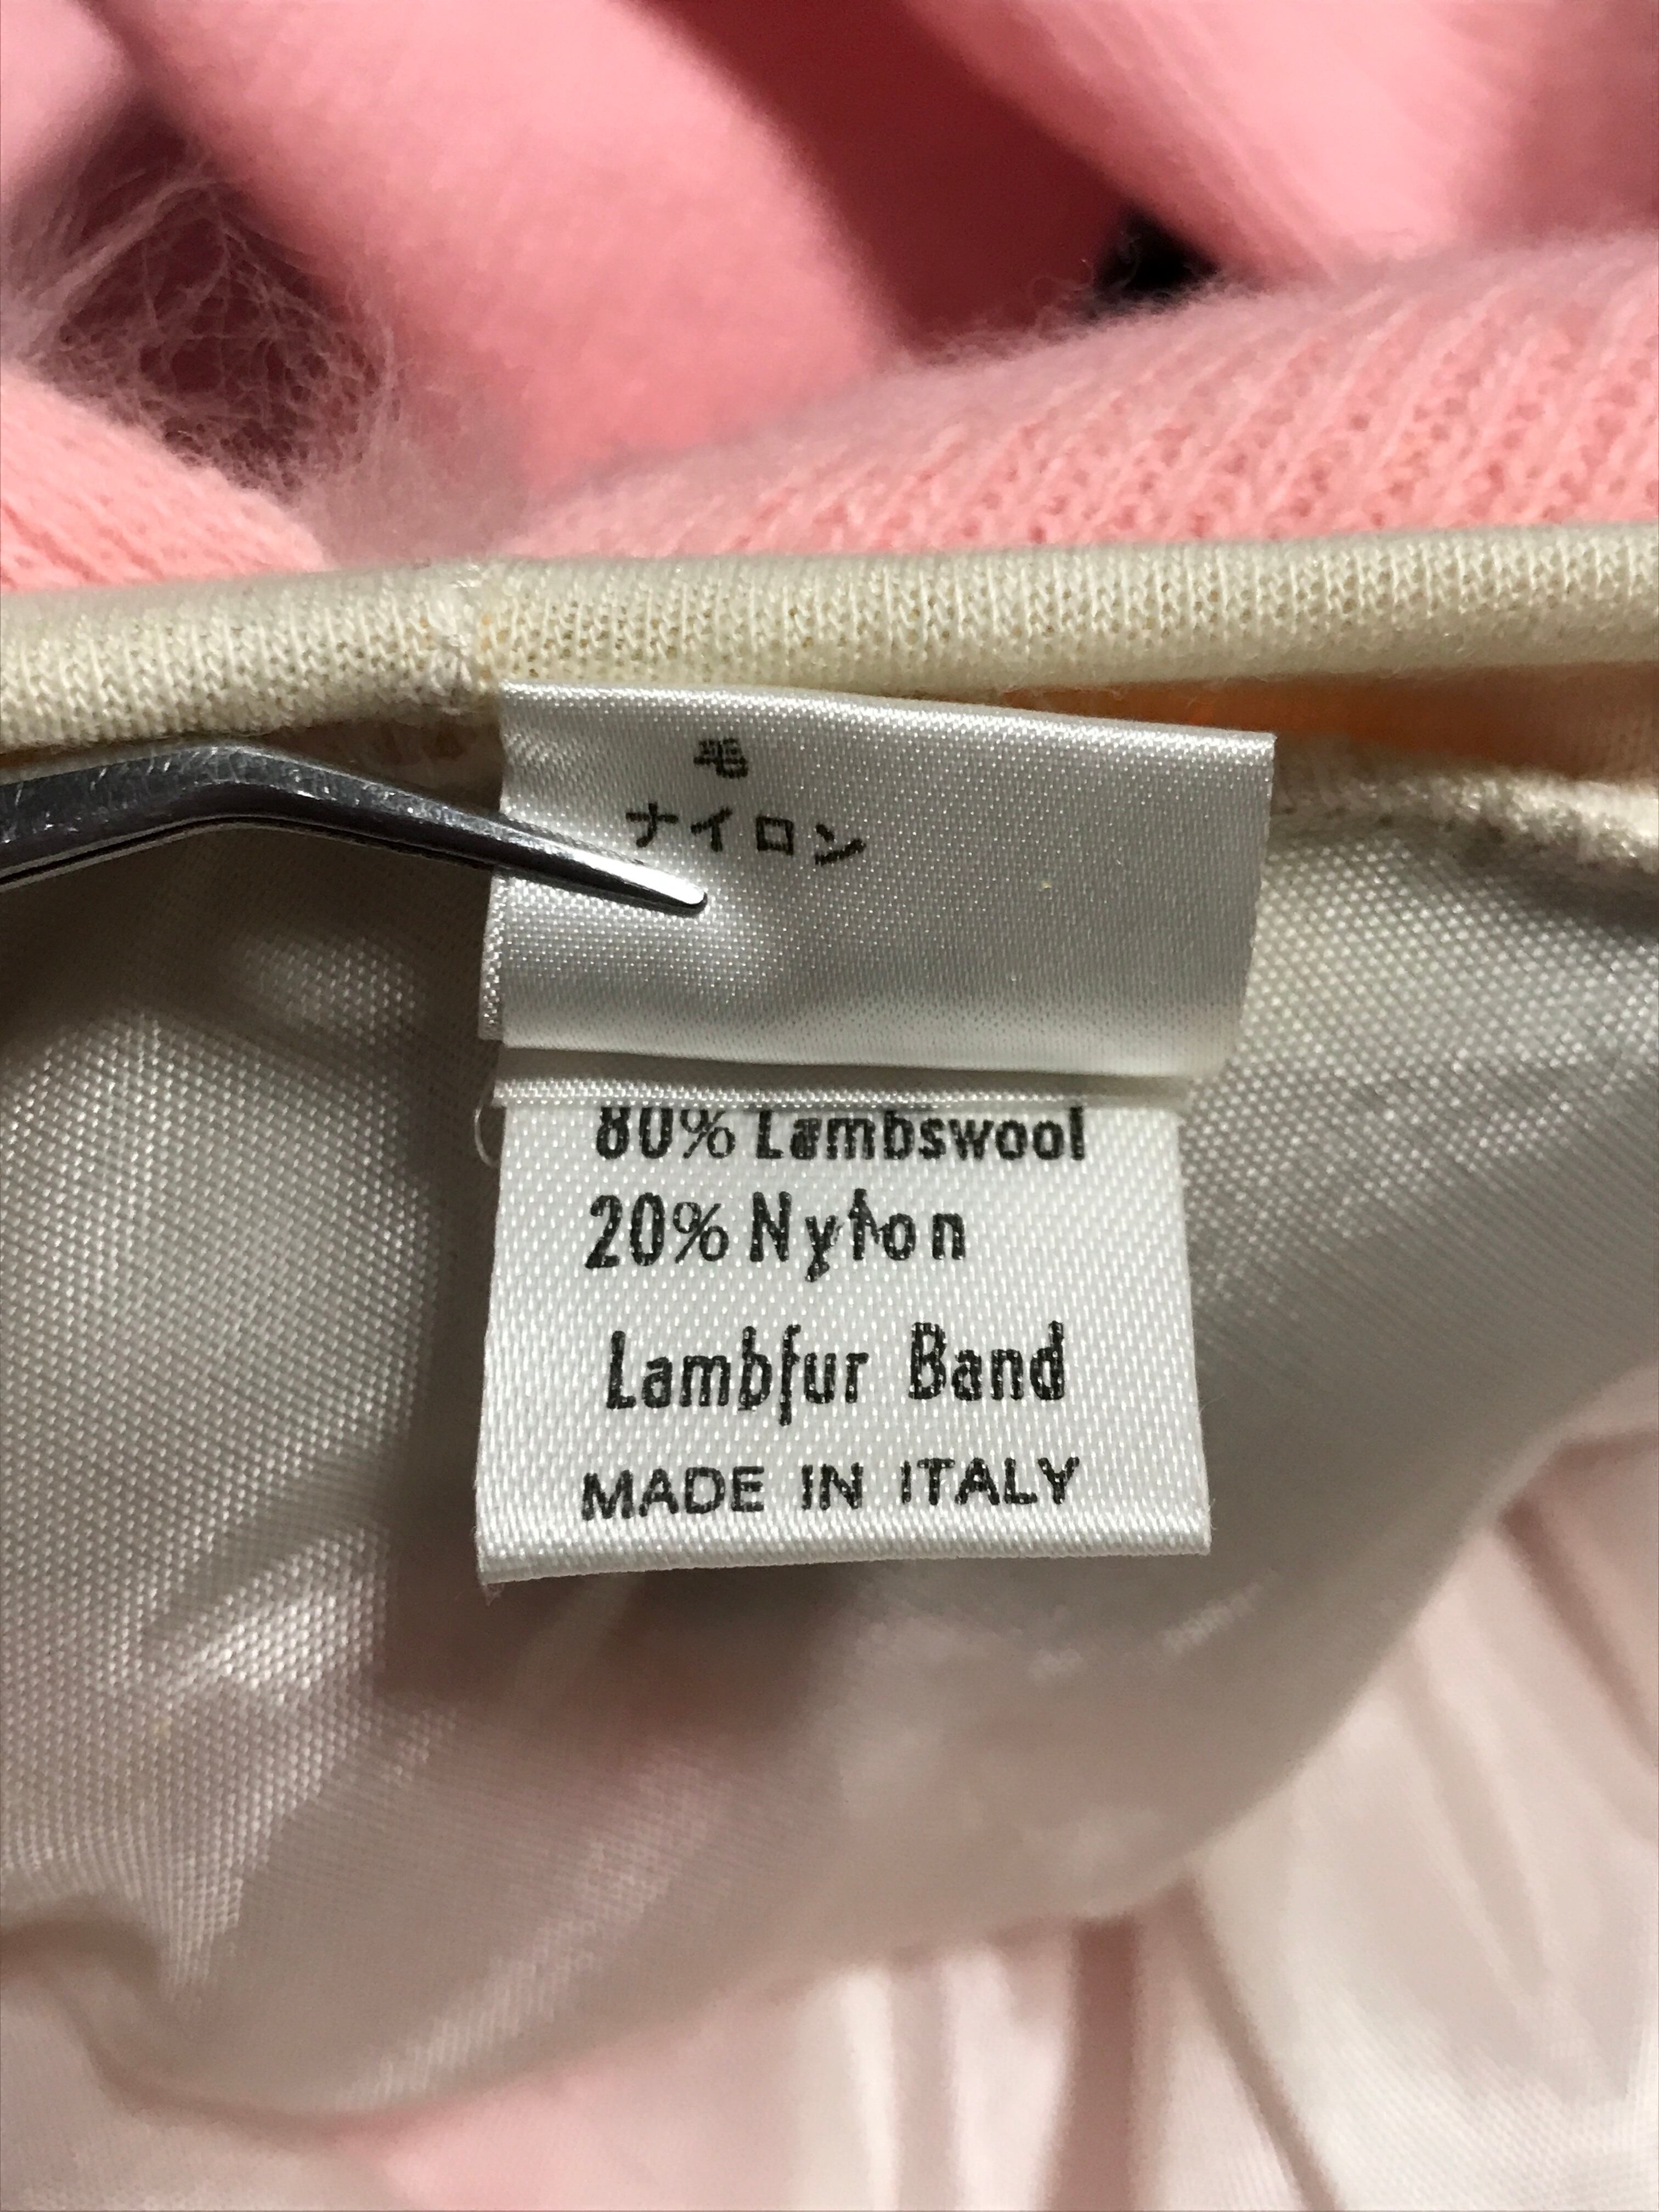 毛
ナイロン
80% Lambswool
20% Nylon
Lambfur Band
MADE IN ITALY